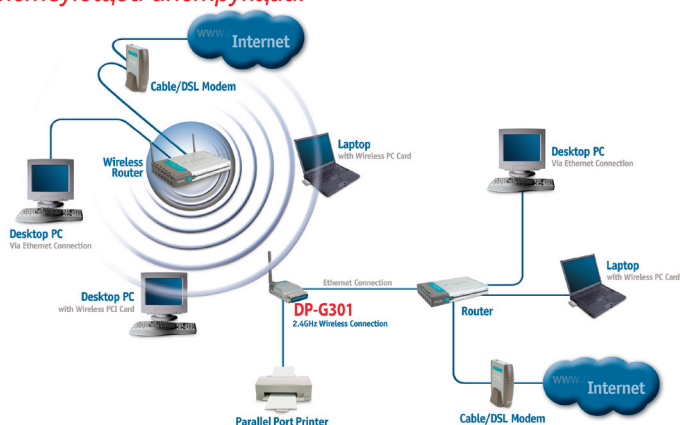 www. Internet
Cable/DSL Modem
Wireless
Router
Laptop
with Wireless PC Card
Desktop PC
Via Ethernet Connection
Desktop PC
Via Ethernet Connection
Desktop PC
with Wireless PCI Card
Ethernet Connection
DP-G301
2.4GHz Wireless Connection
Router
Laptop
with Wireless PC Card
Parallel Port Printer
Cable/DSL Modem
www. Internet